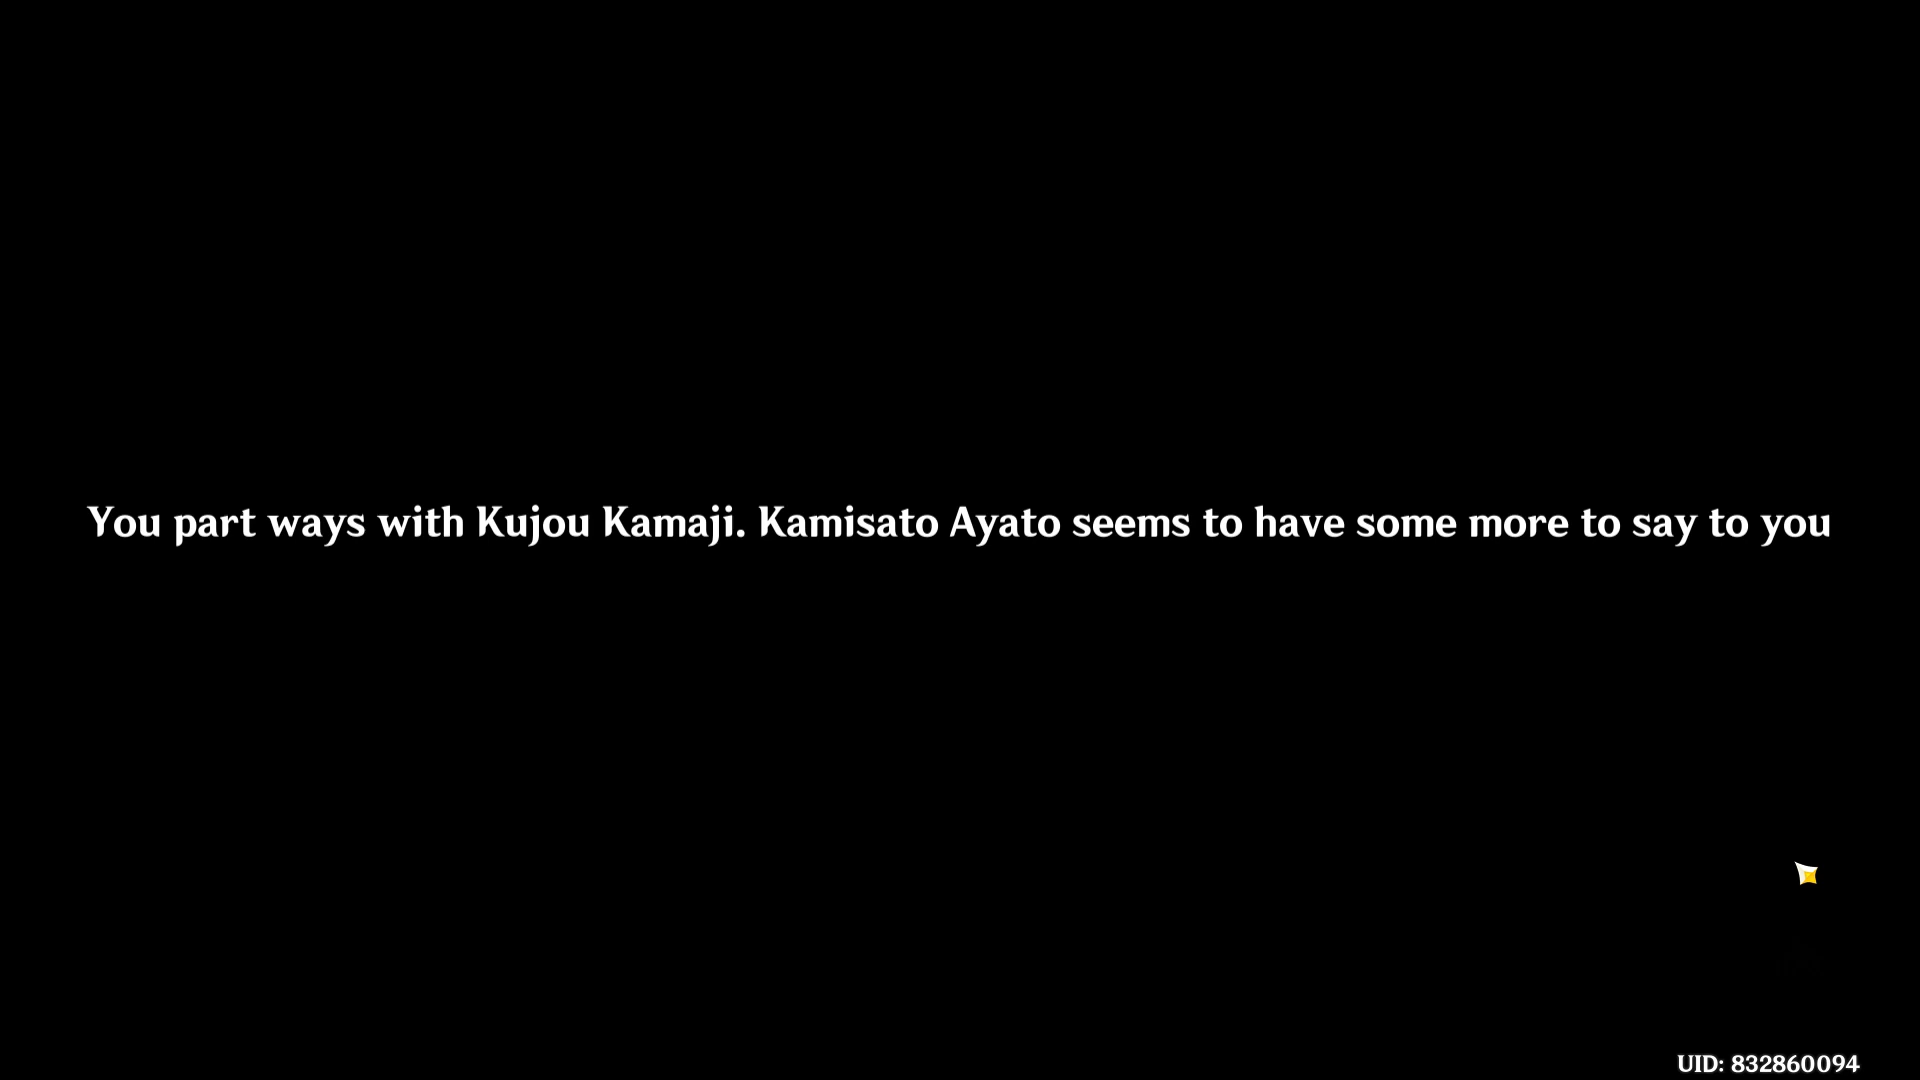 You part ways with Kujou Kamaji. Kamisato Ayato seems to have some more to say to you
UID: 832860094